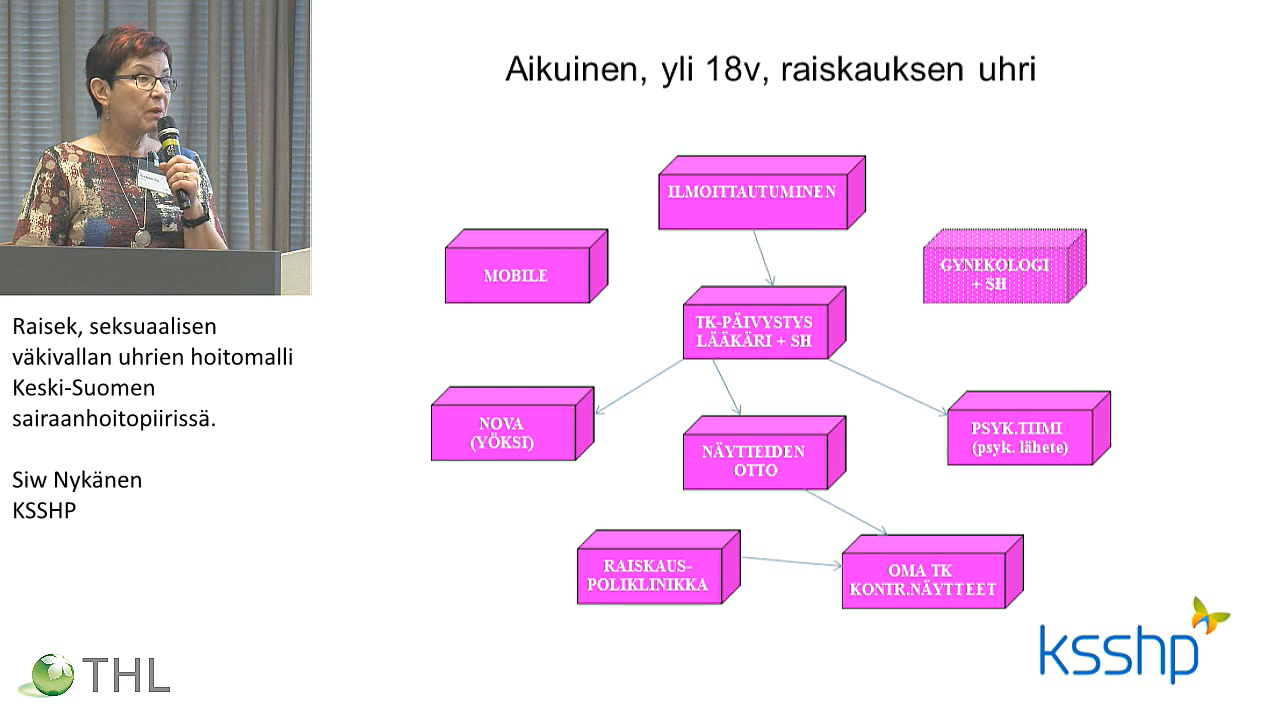 Aikuinen, yli 18v, raiskauksen uhri
ILMOITTAUTUMINEN
MOBILE
GYNEKOLOGI
+ SH
TK-PÄIVYSTYS
LÄÄKÄRI + SH
NOVA
(YÖKSI)
NÄYTTEIDEN
OTTO
PSYK.TIIMI
(psyk. lähete)
RAISKAUS-
POLIKLINIKKA
OMA TK
KONTR.NÄYTTEET
Raisek, seksuaalisen
väkivallan uhrien hoitomalli
Keski-Suomen
sairaanhoitopiirissä.
Siw Nykänen
KSSHP
THL
ksshp